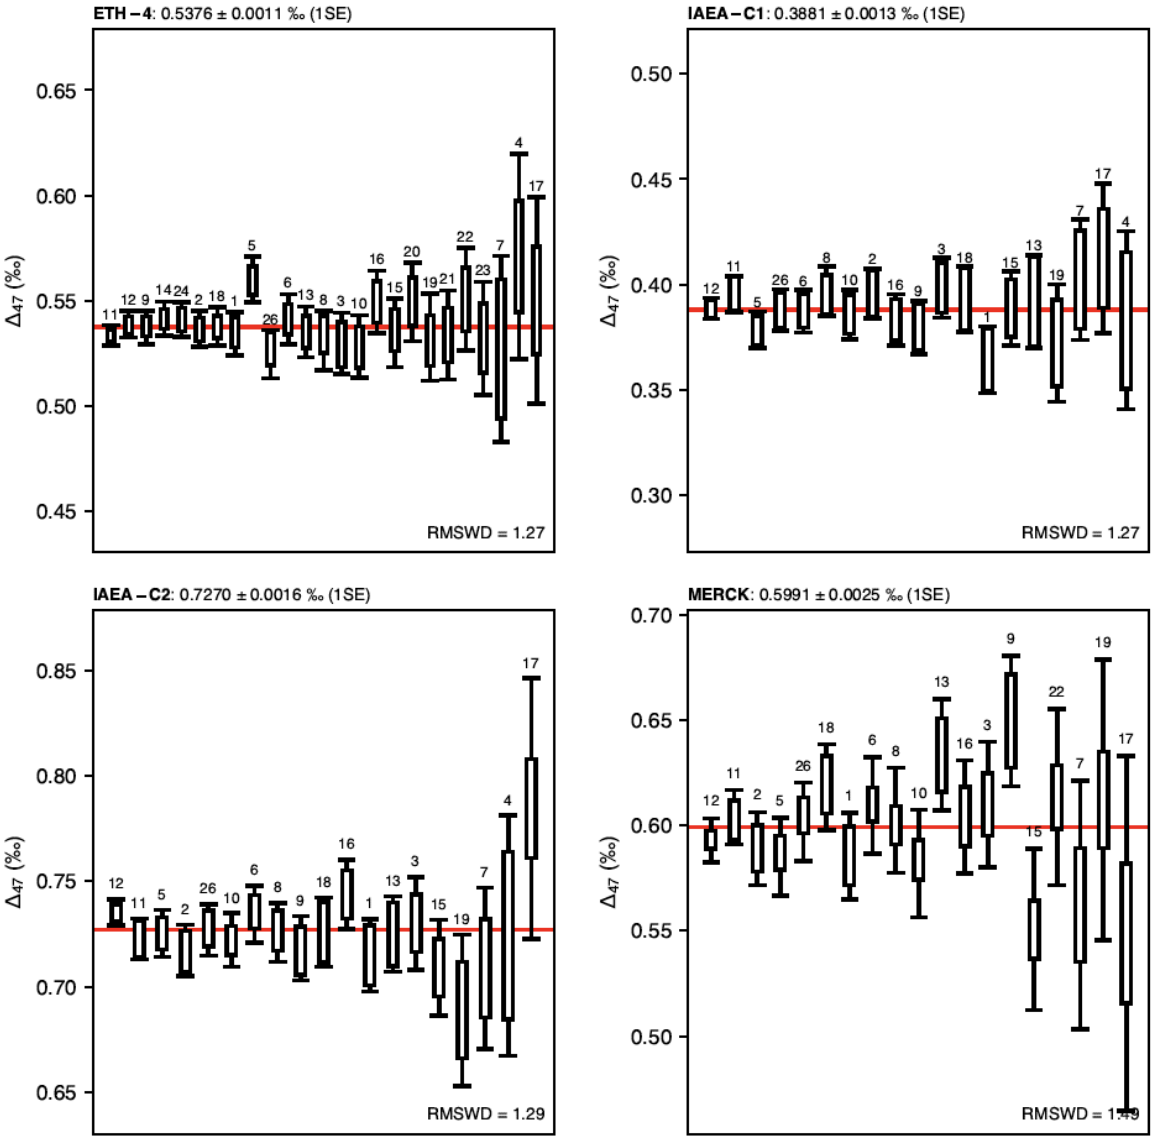 ETH – 4: 0.5376 ± 0.0011 ‰ (1SE)
0.65
0.60
0.55
0.50
0.45
Δ47 (‰)
11 12 9 14 24 2 18 1 5 26 6 13 8 3 10 16 15 20 19 21 22 23 7 4 17
RMSWD = 1.27
IAEA – C1: 0.3881 ± 0.0013 ‰ (1SE)
0.50
0.45
0.40
0.35
0.30
Δ47 (‰)
12 11 5 26 6 8 10 2 16 9 3 18 1 15 13 19 7 17 4
RMSWD = 1.27
IAEA – C2: 0.7270 ± 0.0016 ‰ (1SE)
0.85
0.80
0.75
0.70
0.65
Δ47 (‰)
12 11 5 2 26 10 6 8 9 18 16 1 13 3 15 19 7 4 17
RMSWD = 1.29
MERCK: 0.5991 ± 0.0025 ‰ (1SE)
0.70
0.65
0.60
0.55
0.50
Δ47 (‰)
12 11 2 5 26 18 1 6 8 10 13 16 3 9 15 22 7 19 17
RMSWD = 1.49